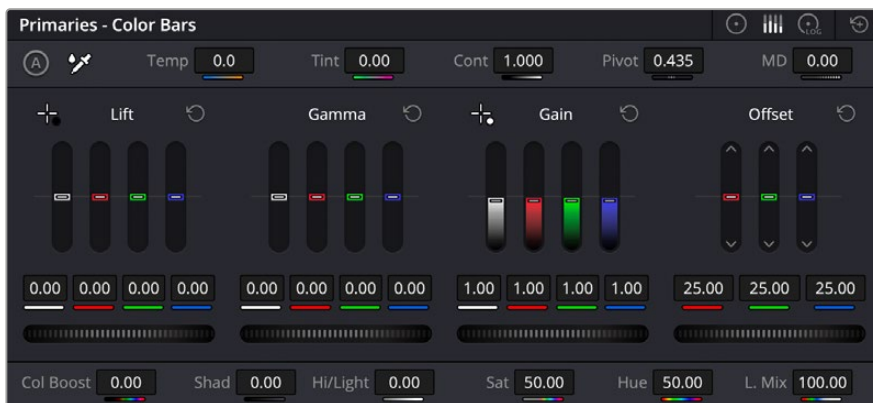 Primaries - Color Bars
LOG
A
Temp 0.0 Tint 0.00 Cont 1.000 Pivot 0.435 MD 0.00
Lift Gamma Gain Offset
0.00 0.00 0.00 0.00 0.00 0.00 0.00 0.00 1.00 1.00 1.00 1.00 25.00 25.00 25.00
Col Boost 0.00 Shad 0.00 Hi/Light 0.00 Sat 50.00 Hue 50.00 L. Mix 100.00